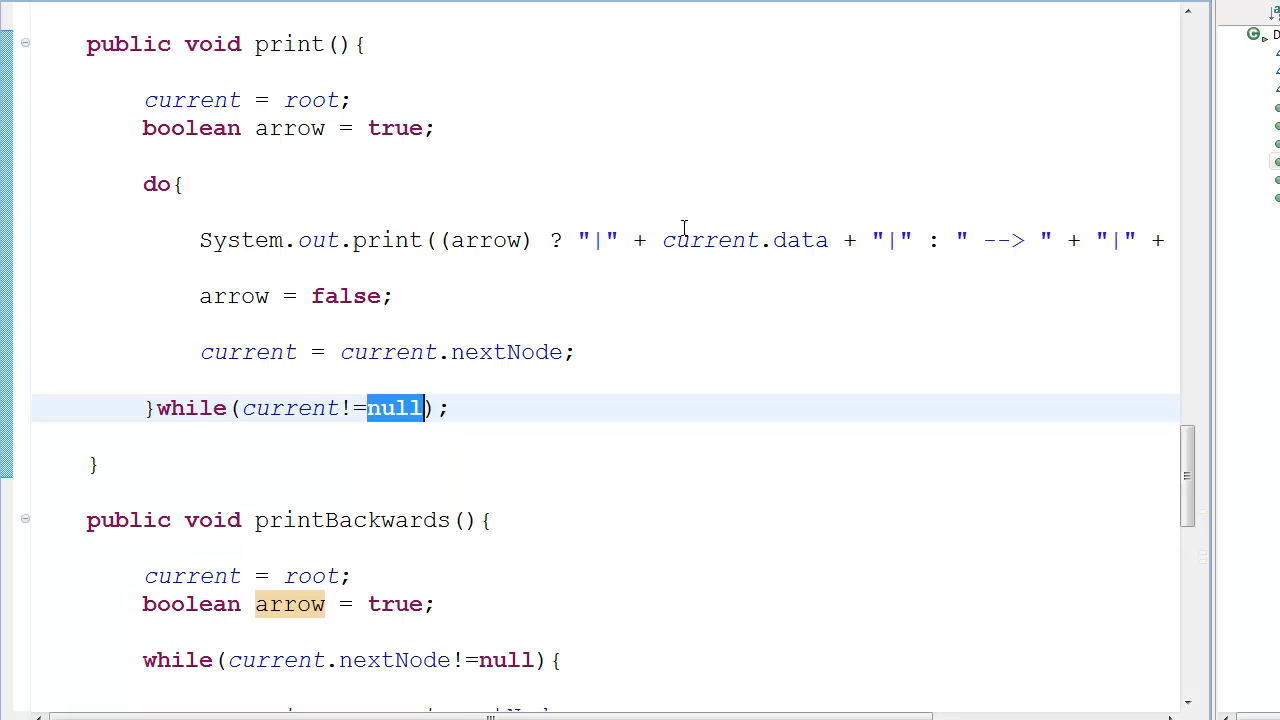 public void print(){
current = root;
boolean arrow = true;
do{
System.out.print((arrow) ? "|" + current.data + "|" : " --> " + "|" +
arrow = false;
current = current.nextNode;
}while(current!=null);
}
public void printBackwards(){
current = root;
boolean arrow = true;
while(current.nextNode!=null){